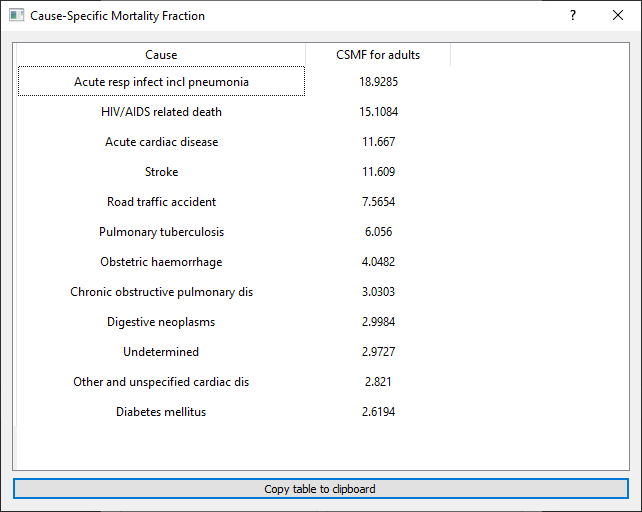 Cause-Specific Mortality Fraction
?
Cause CSMF for adults
Acute resp infect incl pneumonia 18.9285
HIV/AIDS related death 15.1084
Acute cardiac disease 11.667
Stroke 11.609
Road traffic accident 7.5654
Pulmonary tuberculosis 6.056
Obstetric haemorrhage 4.0482
Chronic obstructive pulmonary dis 3.0303
Digestive neoplasms 2.9984
Undetermined 2.9727
Other and unspecified cardiac dis 2.821
Diabetes mellitus 2.6194
Copy table to clipboard